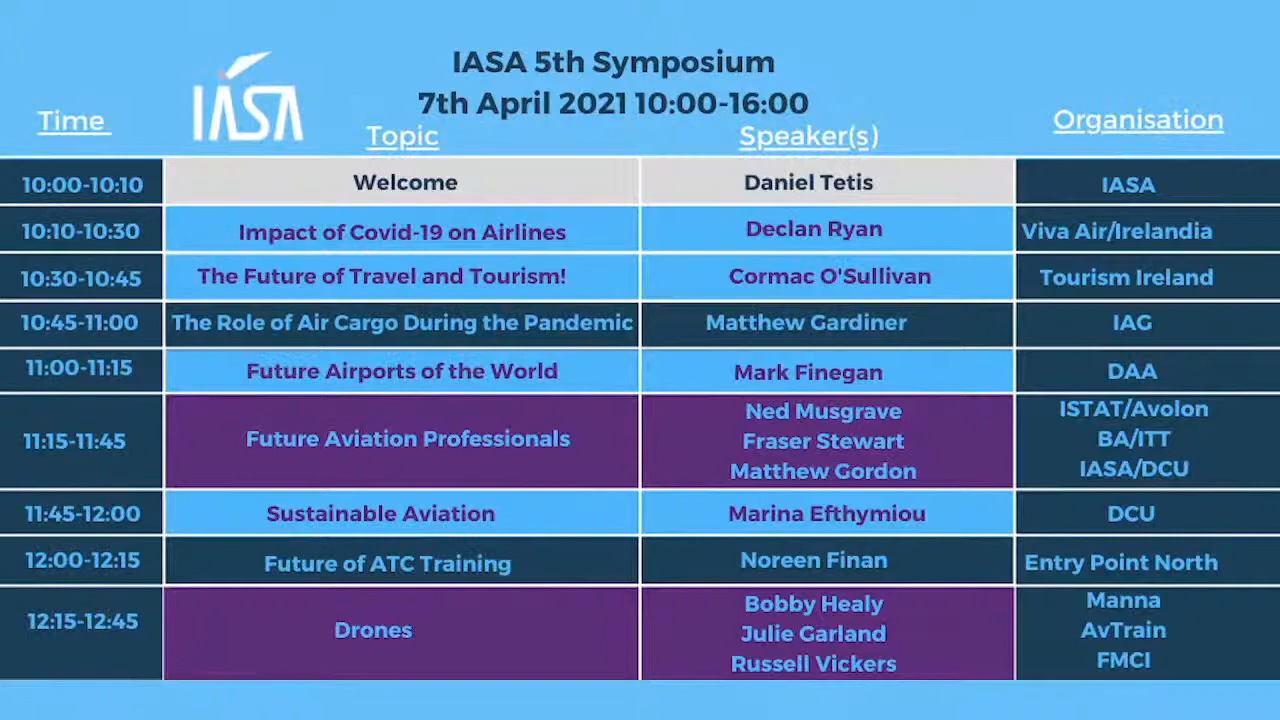 IASA 5th Symposium
7th April 2021 10:00-16:00
IASA
Time Topic Speaker(s) Organisation
10:00-10:10 Welcome Daniel Tetis IASA
10:10-10:30 Impact of Covid-19 on Airlines Declan Ryan Viva Air/Irelandia
10:30-10:45 The Future of Travel and Tourism! Cormac O'Sullivan Tourism Ireland
10:45-11:00 The Role of Air Cargo During the Pandemic Matthew Gardiner IAG
11:00-11:15 Future Airports of the World Mark Finegan DAA
11:15-11:45 Future Aviation Professionals
Ned Musgrave ISTAT/Avolon
Fraser Stewart BA/ITT
Matthew Gordon IASA/DCU
11:45-12:00 Sustainable Aviation Marina Efthymiou DCU
12:00-12:15 Future of ATC Training Noreen Finan Entry Point North
12:15-12:45 Drones
Bobby Healy Manna
Julie Garland AvTrain
Russell Vickers FMCI